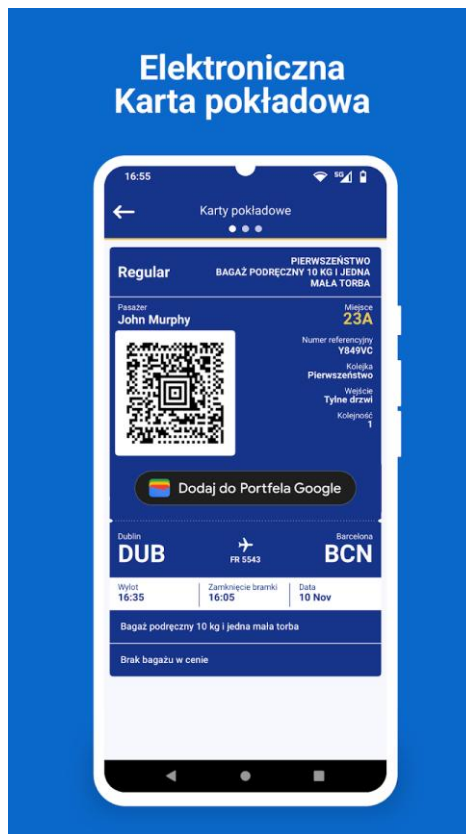 Elektroniczna
Karta pokładowa
16:55
5G
Karty pokładowe
Regular
PIERWSZEŃSTWO
BAGAŻ PODRĘCZNY 10 KG I JEDNA
MAŁA TORBA
Pasażer
John Murphy
Miejsce
23A
Numer referencyjny
Y849VC
Kolejka
Pierwszeństwo
Wejście
Tylne drzwi
Kolejność
1
Dodaj do Portfela Google
Dublin
DUB
FR 5543
Barcelona
BCN
Wylot
16:35
Zamknięcie bramki
16:05
Data
10 Nov
Bagaż podręczny 10 kg i jedna mała torba
Brak bagażu w cenie